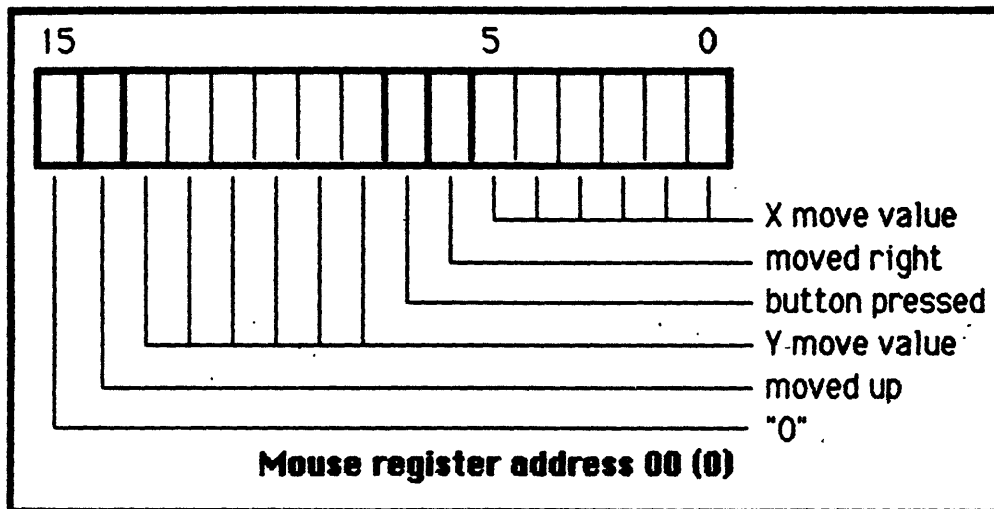 15 5 0
X move value
moved right
button pressed
Y move value
moved up
"0"
Mouse register address 00 (0)